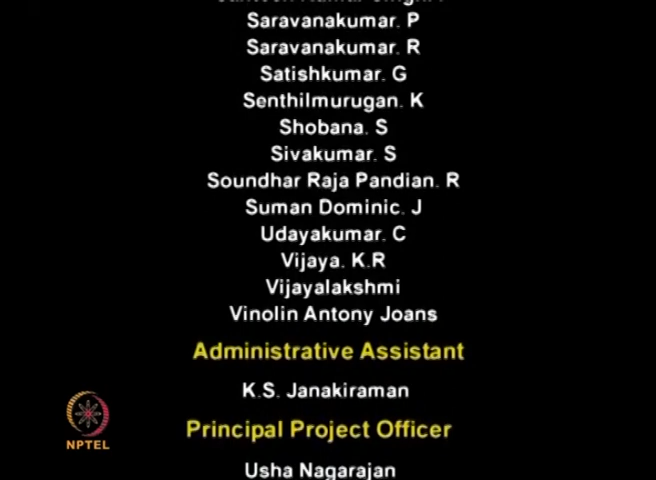 Saravanakumar. P
Saravanakumar. R
Satishkumar. G
Senthilmurugan. K
Shobana. S
Sivakumar. S
Soundhar Raja Pandian. R
Suman Dominic. J
Udayakumar. C
Vijaya. K.R
Vijayalakshmi
Vinolin Antony Joans
Administrative Assistant
K.S. Janakiraman
Principal Project Officer
Usha Nagarajan
NPTEL